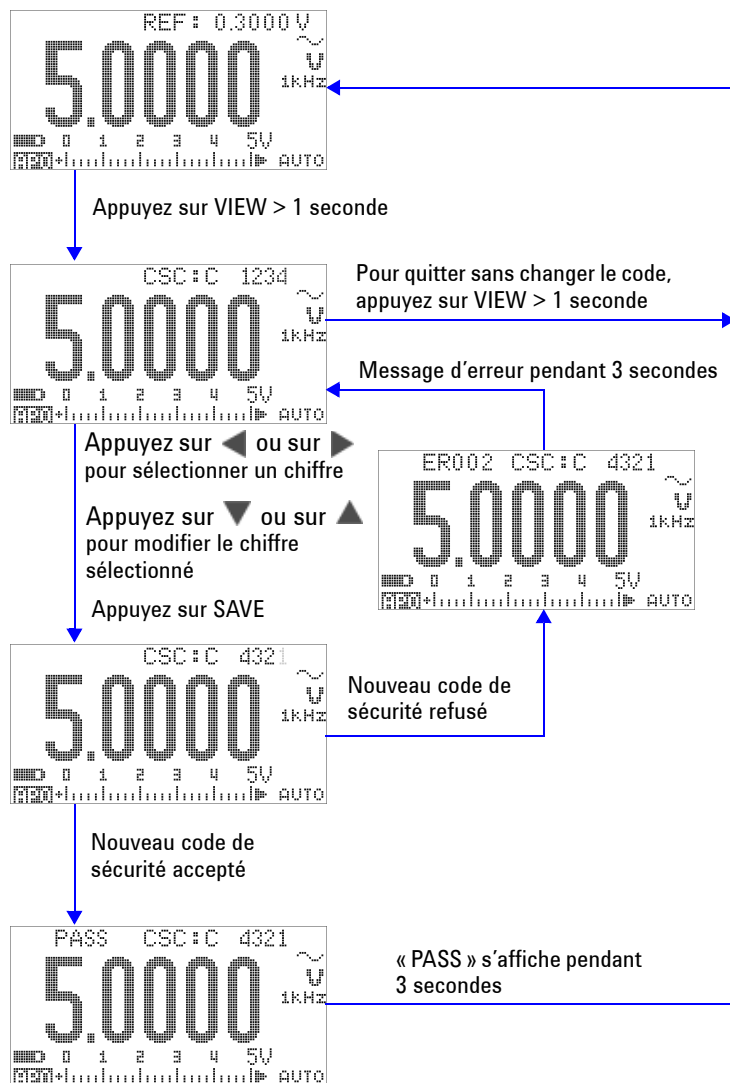 REF: 0.3000 V
5.0000 V
1kHz
0 1 2 3 4 5V
APO AUTO
Appuyez sur VIEW > 1 seconde
CSC:C 1234
5.0000 V
1kHz
0 1 2 3 4 5V
APO AUTO
Pour quitter sans changer le code,
appuyez sur VIEW > 1 seconde
Message d’erreur pendant 3 secondes
Appuyez sur ◀ ou sur ▶
pour sélectionner un chiffre
Appuyez sur ▼ ou sur ▲
pour modifier le chiffre
sélectionné
Appuyez sur SAVE
ER002 CSC:C 4321
5.0000 V
1kHz
0 1 2 3 4 5V
APO AUTO
CSC:C 4321
5.0000 V
1kHz
0 1 2 3 4 5V
APO AUTO
Nouveau code de
sécurité refusé
Nouveau code de
sécurité accepté
PASS CSC:C 4321
5.0000 V
1kHz
0 1 2 3 4 5V
APO AUTO
« PASS » s’affiche pendant
3 secondes